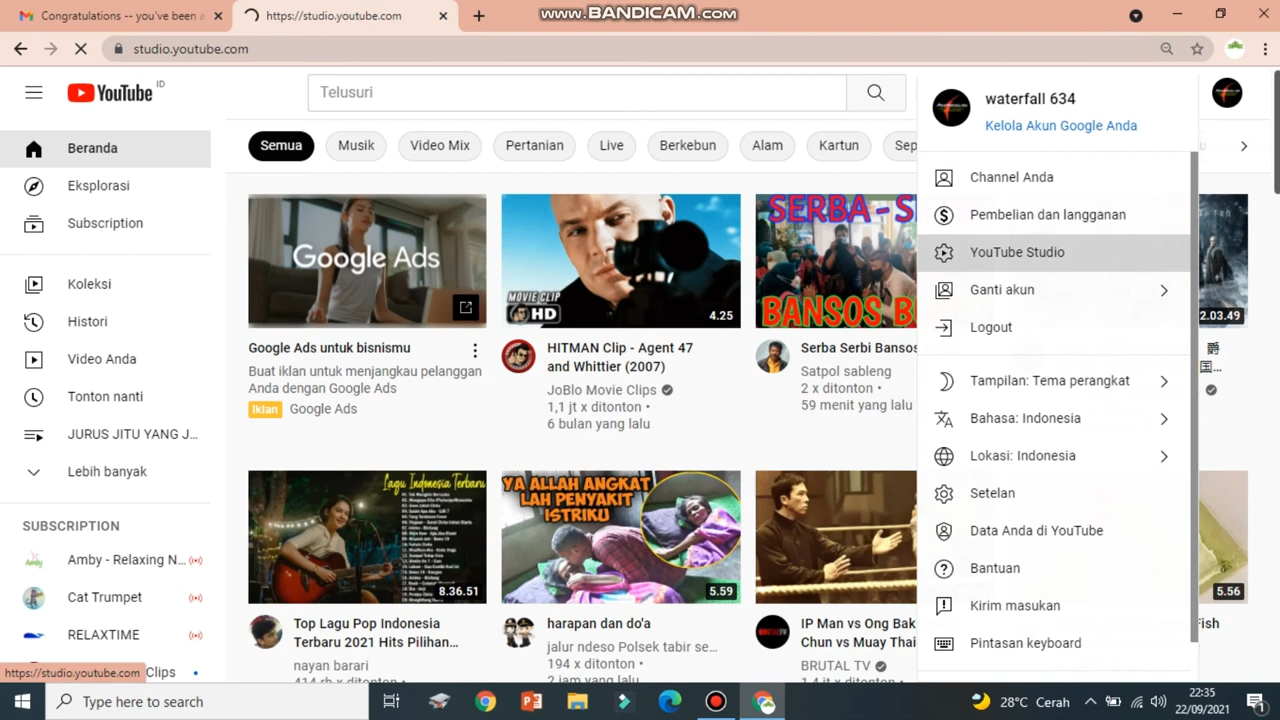 Congratulations -- you've been a
https://studio.youtube.com
www.BANDICAM.com
studio.youtube.com
YouTube ID
Telusuri
Semua
Musik
Video Mix
Pertanian
Live
Berkebun
Alam
Kartun
Sep
Beranda
Eksplorasi
Subscription
Koleksi
Histori
Video Anda
Tonton nanti
JURUS JITU YANG J...
Lebih banyak
SUBSCRIPTION
Amby - Relaxing N...
Cat Trumpet
RELAXTIME
Clips
https://studio.youtube.com
Google Ads
Google Ads untuk bisnismu
Buat iklan untuk menjangkau pelanggan
Anda dengan Google Ads
Iklan Google Ads
MOVIE CLIP
HD
4.25
HITMAN Clip - Agent 47
and Whittier (2007)
JoBlo Movie Clips
1,1 jt x ditonton •
6 bulan yang lalu
SERBA - S
BANSOS B
Serba Serbi Bansos
Satpol sableng
2 x ditonton •
59 menit yang lalu
2.03.49
Lagu Indonesia Terbaru
8.36.51
Top Lagu Pop Indonesia
Terbaru 2021 Hits Pilihan...
nayan barari
414 rb x ditonton •
YA ALLAH ANGKAT
LAH PENYAKIT
ISTRIKU
5.59
harapan dan do'a
jalur ndeso Polsek tabir se...
194 x ditonton •
2 jam yang lalu
IP Man vs Ong Bak
Chun vs Muay Thai
BRUTAL TV
1,4 jt x ditonton •
5.56
Fish
waterfall 634
Kelola Akun Google Anda
Channel Anda
Pembelian dan langganan
YouTube Studio
Ganti akun
Logout
Tampilan: Tema perangkat
Bahasa: Indonesia
Lokasi: Indonesia
Setelan
Data Anda di YouTube
Bantuan
Kirim masukan
Pintasan keyboard
Type here to search
28°C Cerah
22:35
22/09/2021
1